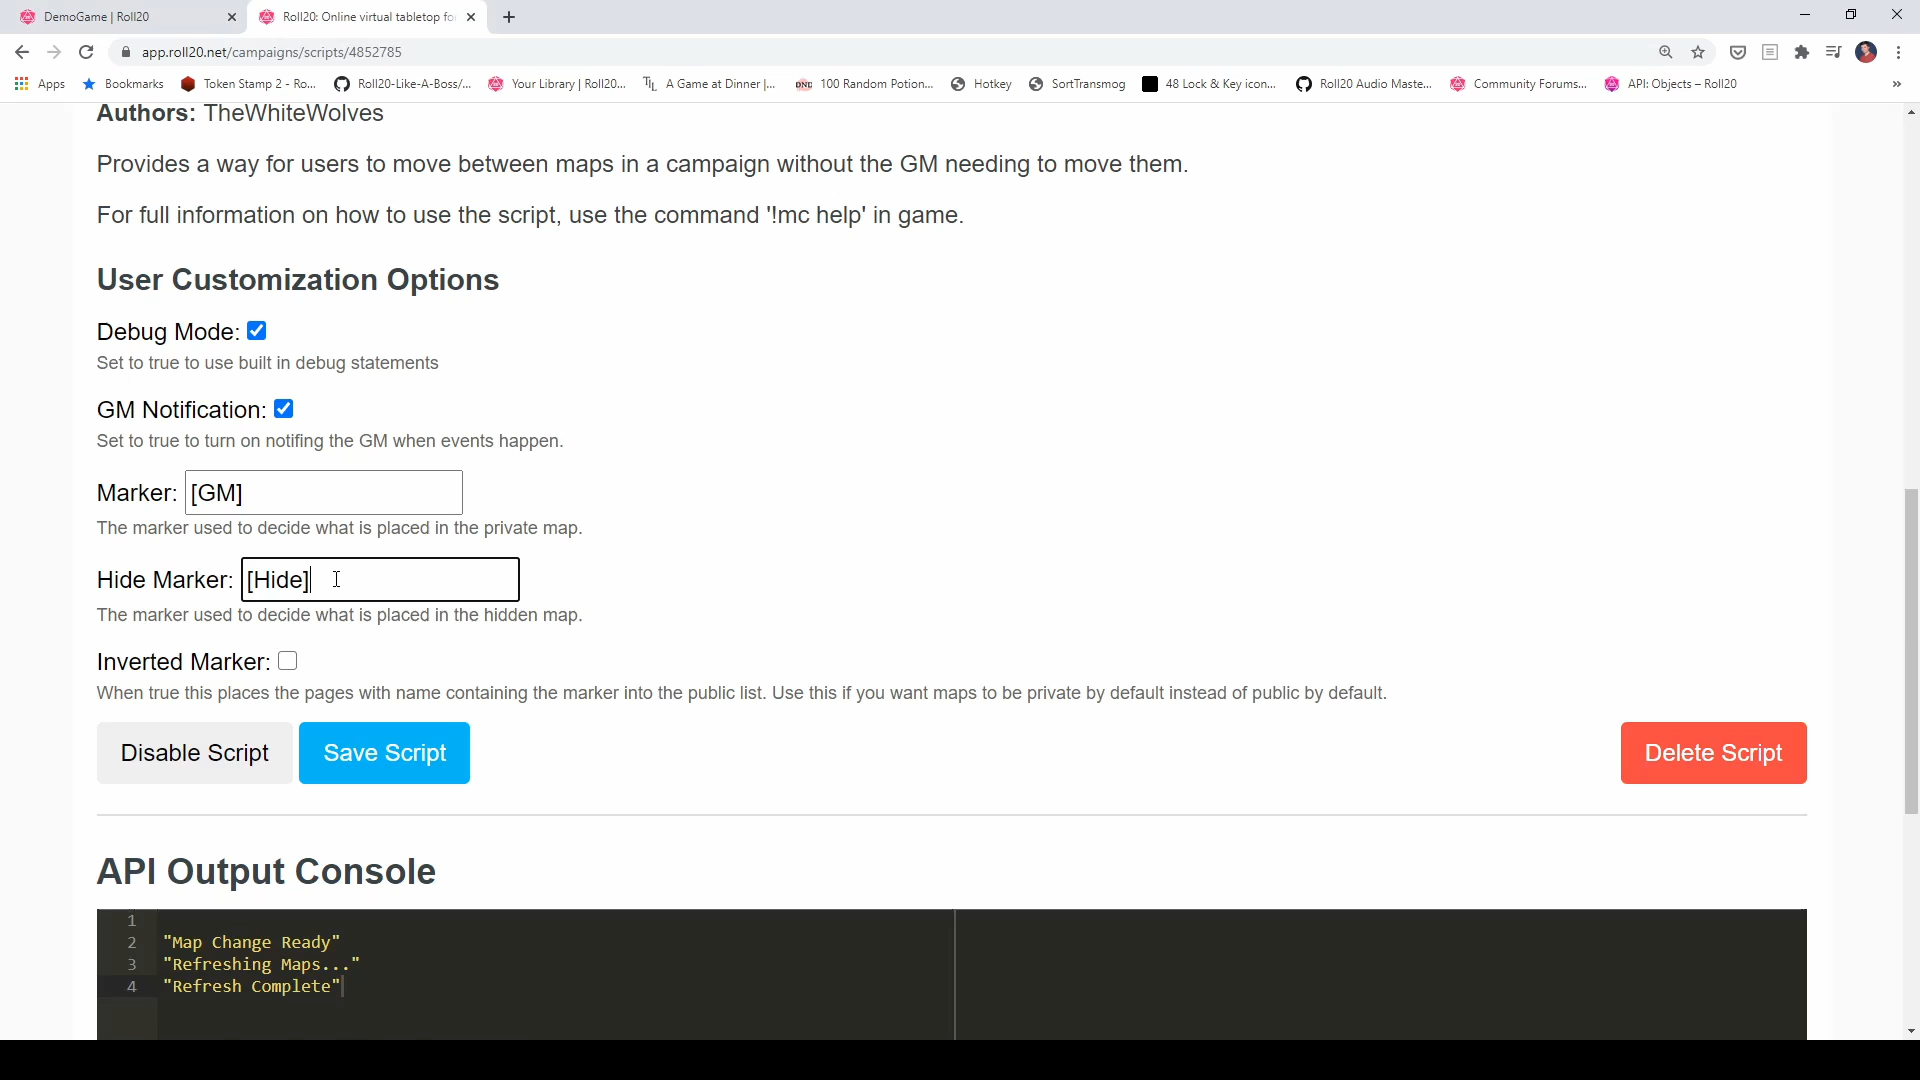 DemoGame | Roll20
Roll20: Online virtual tabletop fo
app.roll20.net/campaigns/scripts/4852785
Apps
Bookmarks
Token Stamp 2 - Ro...
Roll20-Like-A-Boss/...
Your Library | Roll20...
A Game at Dinner |...
100 Random Potion...
Hotkey
SortTransmog
48 Lock & Key icon...
Roll20 Audio Maste...
Community Forums...
API: Objects – Roll20
»
Authors: TheWhiteWolves
Provides a way for users to move between maps in a campaign without the GM needing to move them.
For full information on how to use the script, use the command '!mc help' in game.
User Customization Options
Debug Mode:
Set to true to use built in debug statements
GM Notification:
Set to true to turn on notifing the GM when events happen.
Marker: [GM]
The marker used to decide what is placed in the private map.
Hide Marker: [Hide]
The marker used to decide what is placed in the hidden map.
Inverted Marker:
When true this places the pages with name containing the marker into the public list. Use this if you want maps to be private by default instead of public by default.
Disable Script
Save Script
Delete Script
API Output Console
1
2 "Map Change Ready"
3 "Refreshing Maps..."
4 "Refresh Complete"